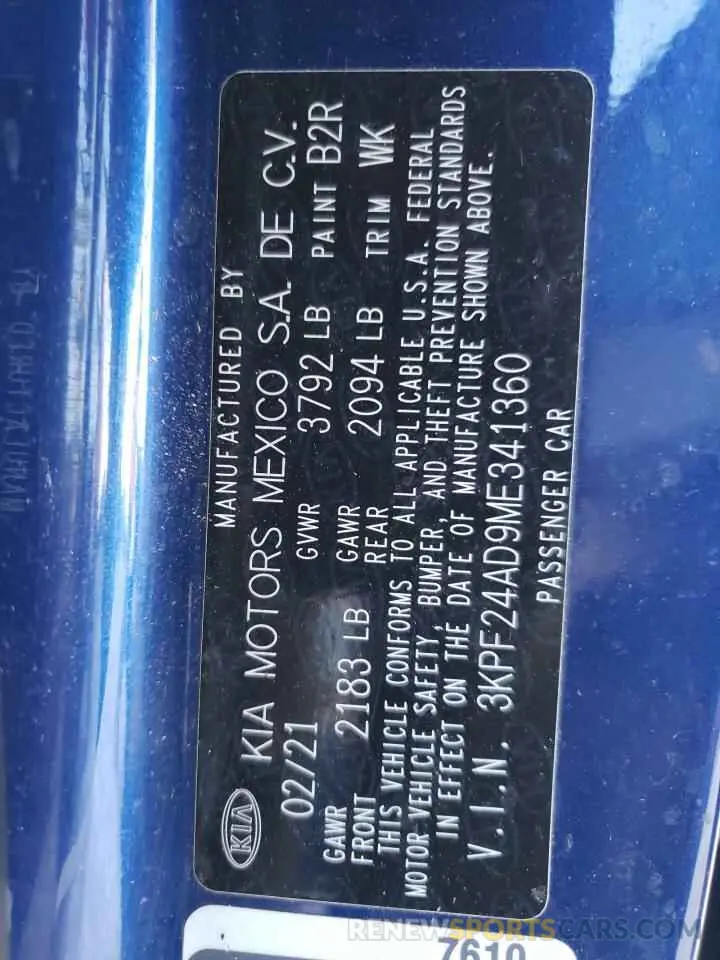 MANUFACTURED BY
KIA KIA MOTORS MEXICO S.A. DE C.V.
02/21 GVWR 3792 LB PAINT B2R
GAWR FRONT 2183 LB GAWR REAR 2094 LB TRIM WK
THIS VEHICLE CONFORMS TO ALL APPLICABLE U.S.A. FEDERAL
MOTOR VEHICLE SAFETY, BUMPER, AND THEFT PREVENTION STANDARDS
IN EFFECT ON THE DATE OF MANUFACTURE SHOWN ABOVE.
V.I.N. 3KPF24AD9ME341360
PASSENGER CAR
7610
RENEWSPORTSCARS.COM